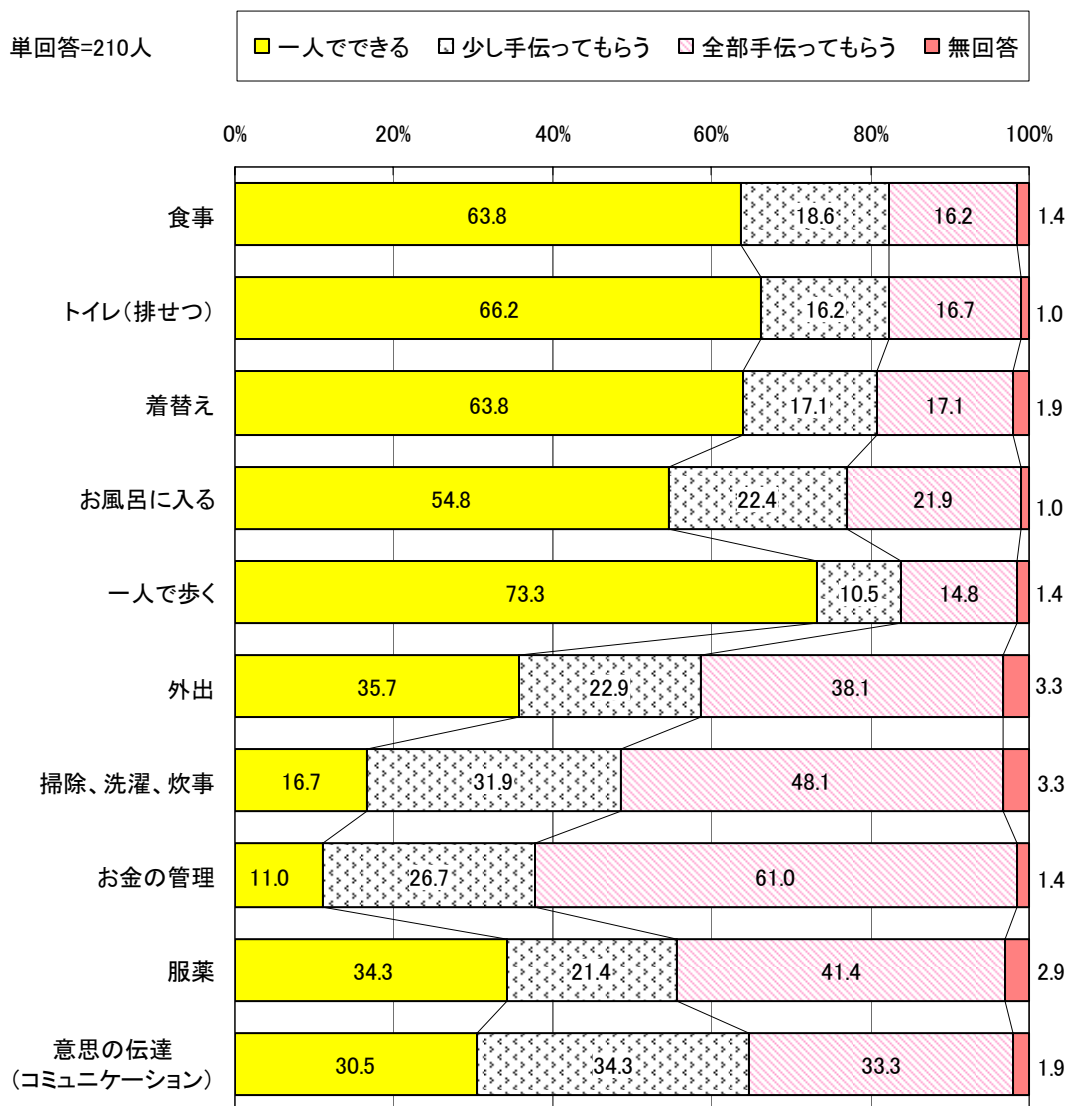 単回答=210人
一人でできる 少し手伝ってもらう 全部手伝ってもらう 無回答
0% 20% 40% 60% 80% 100%
食事 63.8 18.6 16.2 1.4
トイレ(排せつ) 66.2 16.2 16.7 1.0
着替え 63.8 17.1 17.1 1.9
お風呂に入る 54.8 22.4 21.9 1.0
一人で歩く 73.3 10.5 14.8 1.4
外出 35.7 22.9 38.1 3.3
掃除、洗濯、炊事 16.7 31.9 48.1 3.3
お金の管理 11.0 26.7 61.0 1.4
服薬 34.3 21.4 41.4 2.9
意思の伝達
(コミュニケーション) 30.5 34.3 33.3 1.9